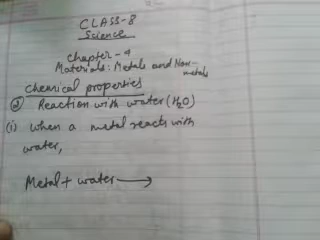 CLASS-8
Science
Chapter-4
Materials: Metals and Non-
metals
Chemical properties
② Reaction with water (H₂O)
(i) when a metal reacts with
water,
Metal + water ⟶